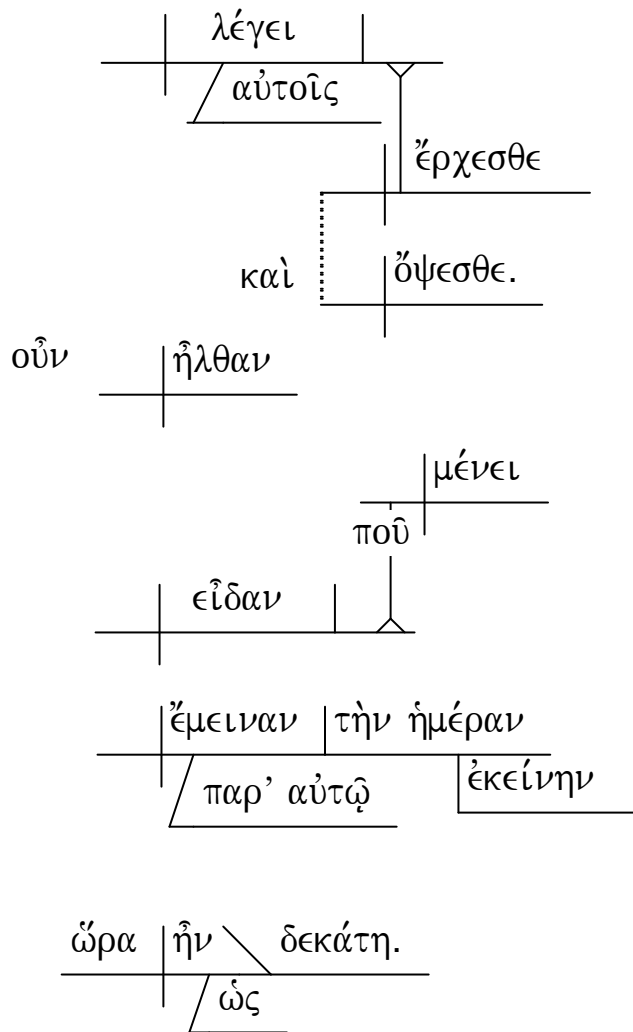 λέγει
αὐτοῖς
ἔρχεσθε
καὶ ὄψεσθε.
οὖν ἦλθαν
μένει
ποῦ
εἶδαν
ἔμειναν τὴν ἡμέραν
παρ’ αὐτῷ ἐκείνην
ὥρα ἦν δεκάτη.
ὡς